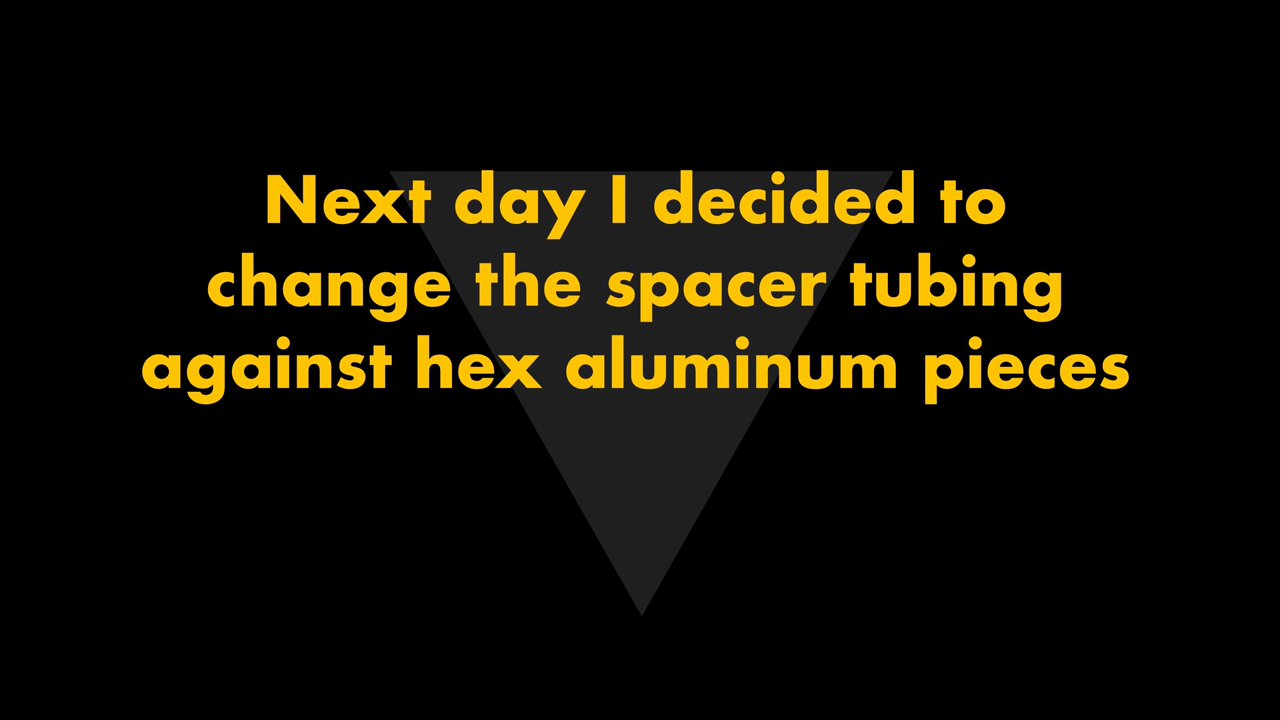 Next day I decided to
change the spacer tubing
against hex aluminum pieces